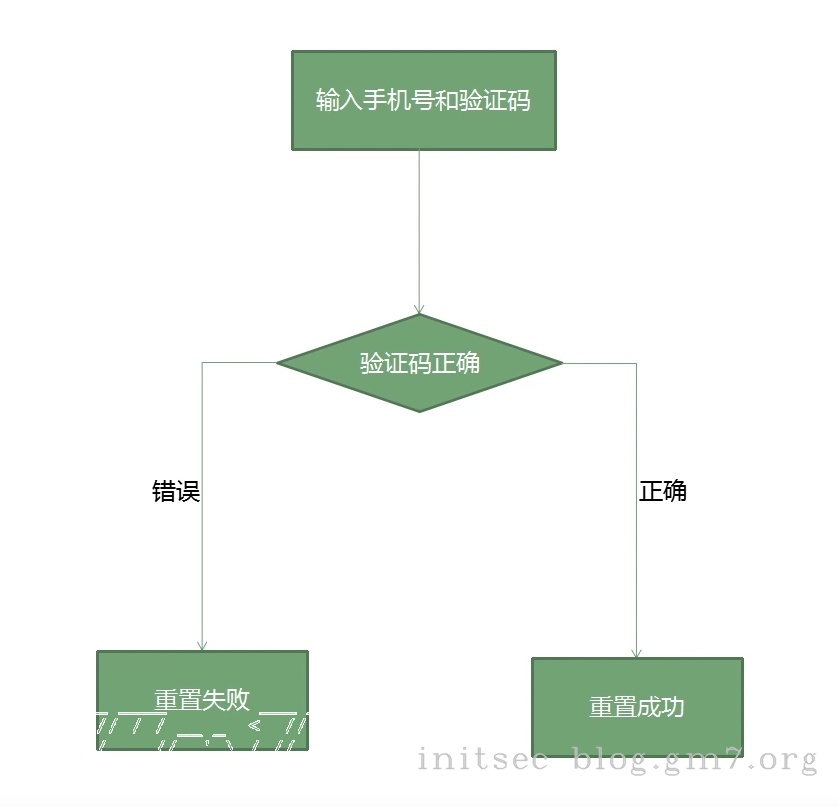 输入手机号和验证码
验证码正确
错误
正确
重置失败
重置成功
initsec blog.gm7.org